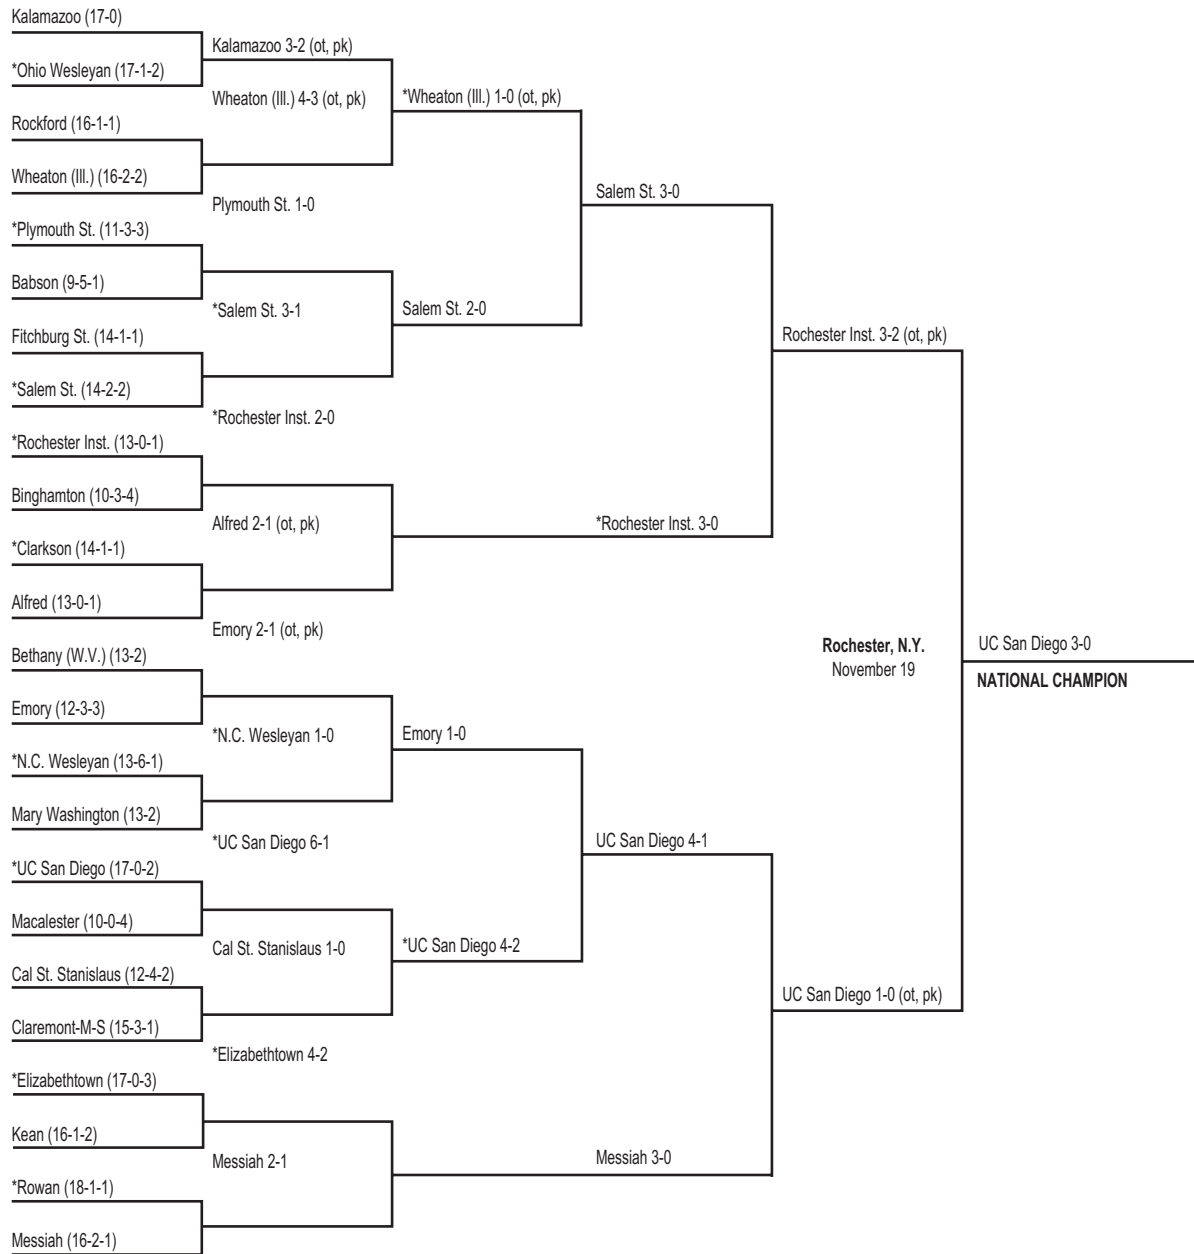 Kalamazoo (17-0)
*Ohio Wesleyan (17-1-2)
Rockford (16-1-1)
Wheaton (Ill.) (16-2-2)
*Plymouth St. (11-3-3)
Babson (9-5-1)
Fitchburg St. (14-1-1)
*Salem St. (14-2-2)
*Rochester Inst. (13-0-1)
Binghamton (10-3-4)
*Clarkson (14-1-1)
Alfred (13-0-1)
Bethany (W.V.) (13-2)
Emory (12-3-3)
*N.C. Wesleyan (13-6-1)
Mary Washington (13-2)
*UC San Diego (17-0-2)
Macalester (10-0-4)
Cal St. Stanislaus (12-4-2)
Claremont-M-S (15-3-1)
*Elizabethtown (17-0-3)
Kean (16-1-2)
*Rowan (18-1-1)
Messiah (16-2-1)
Kalamazoo 3-2 (ot, pk)
Wheaton (Ill.) 4-3 (ot, pk)
Plymouth St. 1-0
*Salem St. 3-1
*Rochester Inst. 2-0
Alfred 2-1 (ot, pk)
Emory 2-1 (ot, pk)
*N.C. Wesleyan 1-0
*UC San Diego 6-1
Cal St. Stanislaus 1-0
*Elizabethtown 4-2
Messiah 2-1
*Wheaton (Ill.) 1-0 (ot, pk)
Salem St. 2-0
Emory 1-0
*UC San Diego 4-2
Salem St. 3-0
*Rochester Inst. 3-0
UC San Diego 4-1
Messiah 3-0
Rochester Inst. 3-2 (ot, pk)
UC San Diego 1-0 (ot, pk)
Rochester, N.Y.
November 19
UC San Diego 3-0
NATIONAL CHAMPION